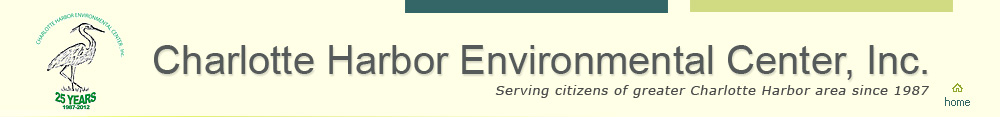 CHARLOTTE HARBOR ENVIRONMENTAL CENTER, Inc.
25 YEARS
1987-2012
Charlotte Harbor Environmental Center, Inc.
Serving citizens of greater Charlotte Harbor area since 1987
home